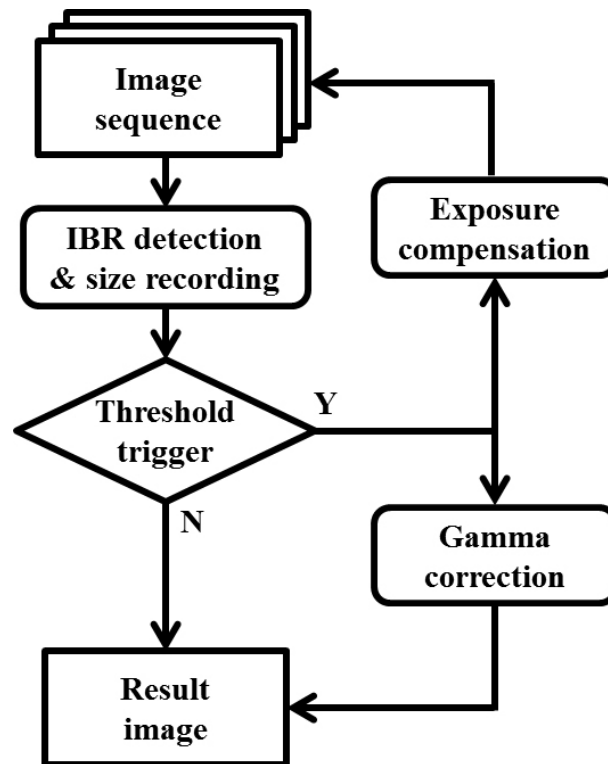 Image
sequence
IBR detection
& size recording
Exposure
compensation
Threshold
trigger
Y
N
Gamma
correction
Result
image